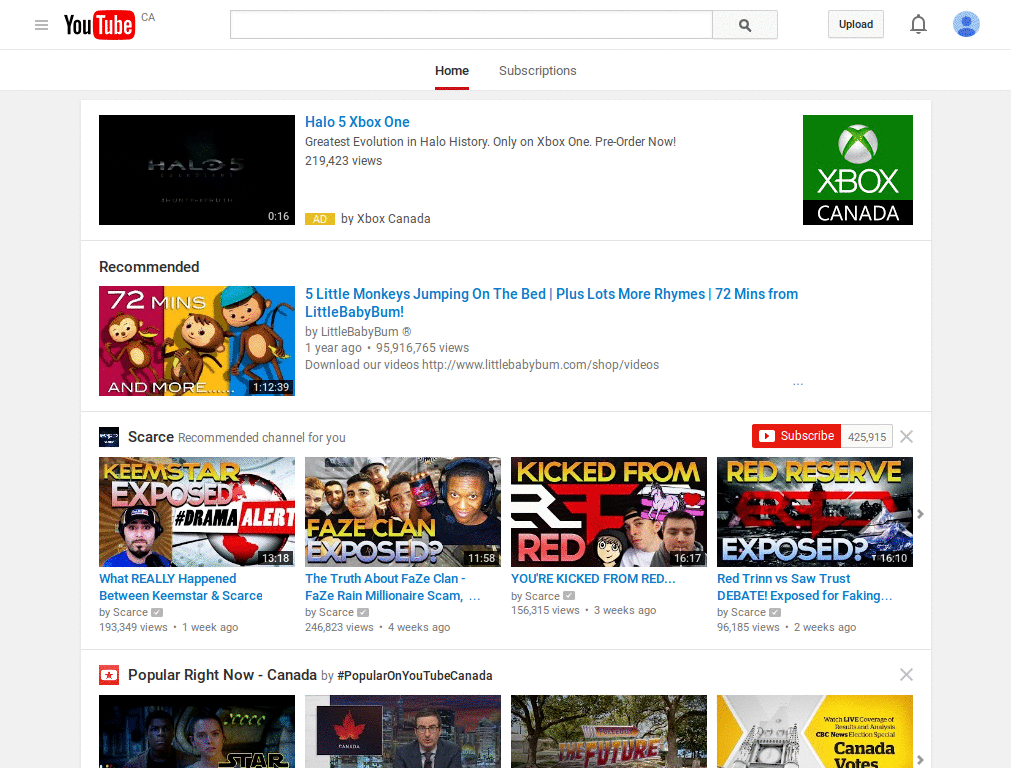 YouTube CA
Upload
Home Subscriptions
HALO 5
GUARDIANS
0:16
Halo 5 Xbox One
Greatest Evolution in Halo History. Only on Xbox One. Pre-Order Now!
219,423 views
AD by Xbox Canada
XBOX
CANADA
Recommended
72 MINS
AND MORE......
1:12:39
5 Little Monkeys Jumping On The Bed | Plus Lots More Rhymes | 72 Mins from
LittleBabyBum!
by LittleBabyBum ®
1 year ago • 95,916,765 views
Download our videos http://www.littlebabybum.com/shop/videos
...
Scarce Recommended channel for you
Subscribe 425,915
KEEMSTAR
EXPOSED
#DRAMA ALERT
13:18
What REALLY Happened
Between Keemstar & Scarce
by Scarce
193,349 views • 1 week ago
FAZE CLAN
EXPOSED?
11:58
The Truth About FaZe Clan -
FaZe Rain Millionaire Scam, ...
by Scarce
246,823 views • 4 weeks ago
KICKED FROM
RED
16:17
YOU'RE KICKED FROM RED...
by Scarce
156,315 views • 3 weeks ago
RED RESERVE
EXPOSED?
16:10
Red Trinn vs Saw Trust
DEBATE! Exposed for Faking...
by Scarce
96,185 views • 2 weeks ago
Popular Right Now - Canada by #PopularOnYouTubeCanada
STAR
CANADA
THE FUTURE
Watch LIVE Coverage of
Results and Analysis
CBC News Election Special
Canada
Votes